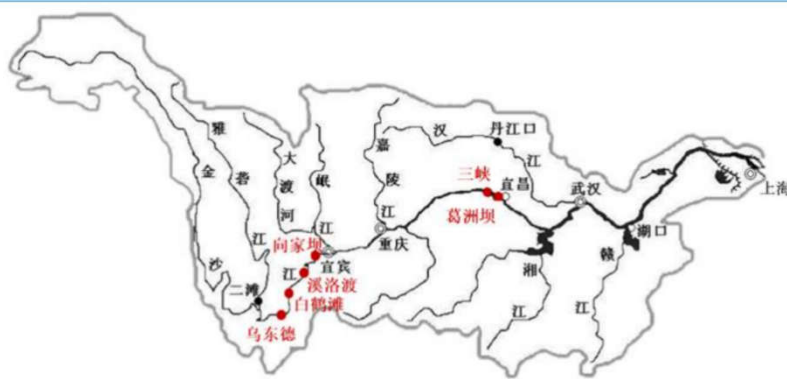 雅砻江
金沙江
大渡河
岷江
嘉陵江
汉江
丹江口
三峡
宜昌
葛洲坝
武汉
上海
湖口
赣江
湘江
重庆
宜宾
向家坝
溪洛渡
白鹤滩
乌东德
二滩